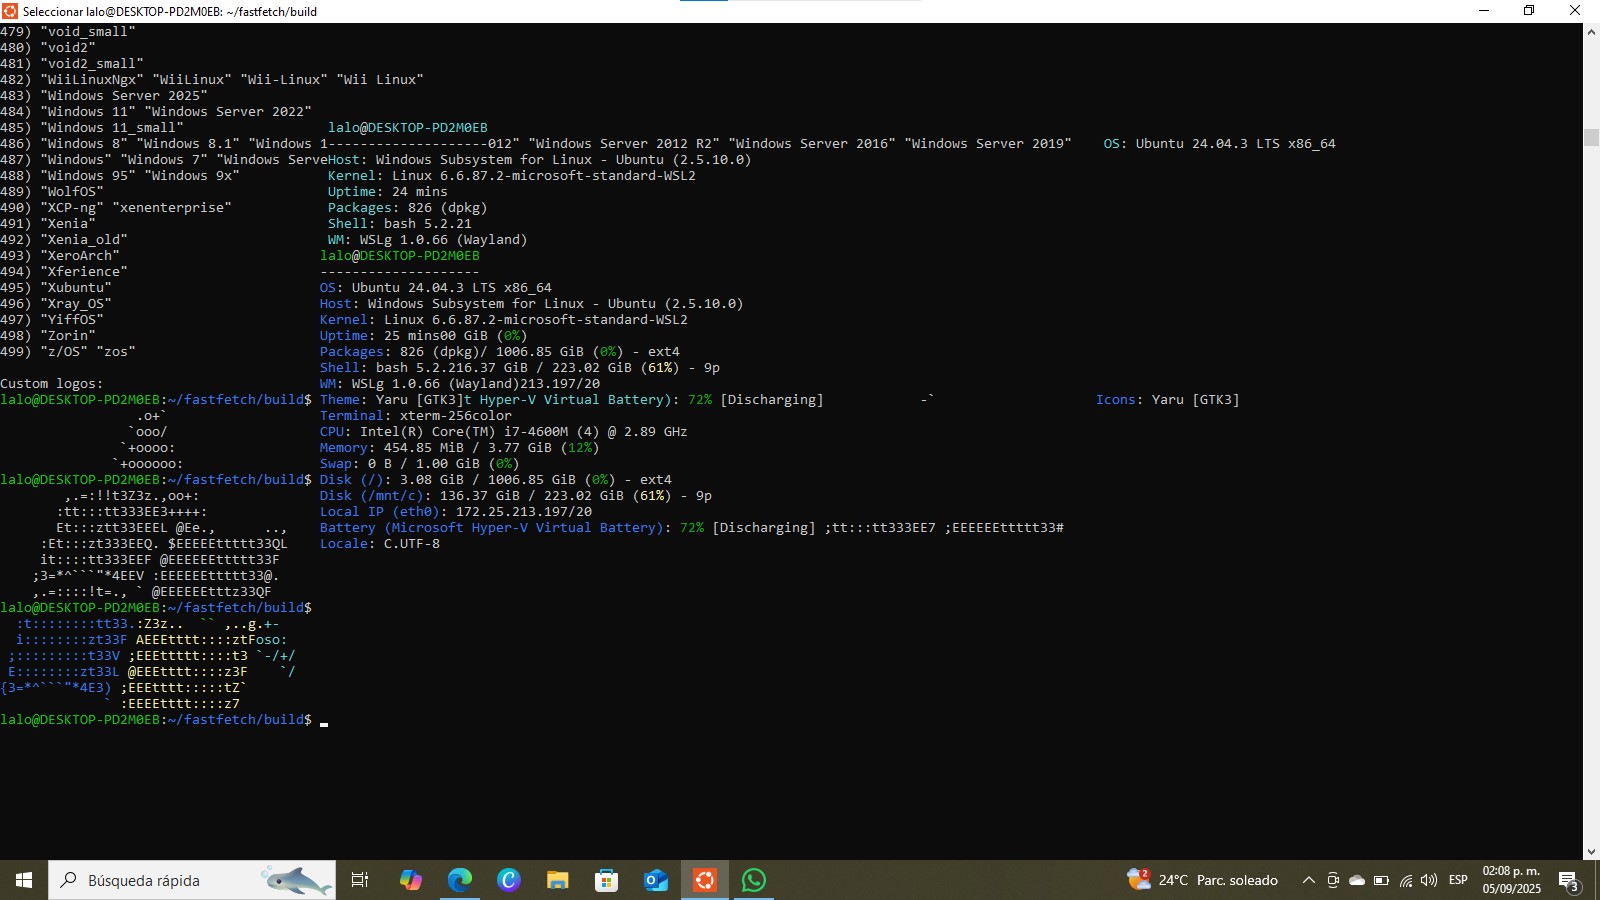 Seleccionar lalo@DESKTOP-PD2M0EB: ~/fastfetch/build
479) "void_small"
480) "void2"
481) "void2_small"
482) "WiiLinuxNgx" "WiiLinux" "Wii-Linux" "Wii Linux"
483) "Windows Server 2025"
484) "Windows 11" "Windows Server 2022"
485) "Windows 11_small" lalo@DESKTOP-PD2M0EB
486) "Windows 8" "Windows 8.1" "Windows 1--------------------012" "Windows Server 2012 R2" "Windows Server 2016" "Windows Server 2019" OS: Ubuntu 24.04.3 LTS x86_64
487) "Windows" "Windows 7" "Windows ServeHost: Windows Subsystem for Linux - Ubuntu (2.5.10.0)
488) "Windows 95" "Windows 9x" Kernel: Linux 6.6.87.2-microsoft-standard-WSL2
489) "WolfOS" Uptime: 24 mins
490) "XCP-ng" "xenenterprise" Packages: 826 (dpkg)
491) "Xenia" Shell: bash 5.2.21
492) "Xenia_old" WM: WSLg 1.0.66 (Wayland)
493) "XeroArch" lalo@DESKTOP-PD2M0EB
494) "Xferience" --------------------
495) "Xubuntu" OS: Ubuntu 24.04.3 LTS x86_64
496) "Xray_OS" Host: Windows Subsystem for Linux - Ubuntu (2.5.10.0)
497) "YiffOS" Kernel: Linux 6.6.87.2-microsoft-standard-WSL2
498) "Zorin" Uptime: 25 mins00 GiB (0%)
499) "z/OS" "zos" Packages: 826 (dpkg)/ 1006.85 GiB (0%) - ext4
Shell: bash 5.2.216.37 GiB / 223.02 GiB (61%) - 9p
Custom logos: WM: WSLg 1.0.66 (Wayland)213.197/20
lalo@DESKTOP-PD2M0EB:~/fastfetch/build$ Theme: Yaru [GTK3]t Hyper-V Virtual Battery): 72% [Discharging] -` Icons: Yaru [GTK3]
.o+` Terminal: xterm-256color
`ooo/ CPU: Intel(R) Core(TM) i7-4600M (4) @ 2.89 GHz
`+oooo: Memory: 454.85 MiB / 3.77 GiB (12%)
`+oooooo: Swap: 0 B / 1.00 GiB (0%)
lalo@DESKTOP-PD2M0EB:~/fastfetch/build$ Disk (/): 3.08 GiB / 1006.85 GiB (0%) - ext4
,.=:!!t3Z3z.,oo+: Disk (/mnt/c): 136.37 GiB / 223.02 GiB (61%) - 9p
:tt:::tt333EE3++++: Local IP (eth0): 172.25.213.197/20
Et:::ztt33EEEL @Ee., .., Battery (Microsoft Hyper-V Virtual Battery): 72% [Discharging] ;tt:::tt333EE7 ;EEEEEEttttt33#
:Et:::zt333EEQ. $EEEEEttttt33QL Locale: C.UTF-8
it::::tt333EEF @EEEEEEttttt33F
;3=*^```"*4EEV :EEEEEEttttt33@.
,.=::::!t=., ` @EEEEEEtttz33QF
lalo@DESKTOP-PD2M0EB:~/fastfetch/build$
:t::::::::tt33.:Z3z.. `` ,..g.+-
i::::::::zt33F AEEEtttt::::ztFoso:
;:::::::::t33V ;EEEttttt::::t3 `-/+/
E::::::::zt33L @EEEtttt::::z3F `/
{3=*^```"*4E3) ;EEEtttt:::::tZ`
` :EEEEtttt::::z7
lalo@DESKTOP-PD2M0EB:~/fastfetch/build$
Búsqueda rápida
2
24°C Parc. soleado
ESP
02:08 p. m.
05/09/2025
3